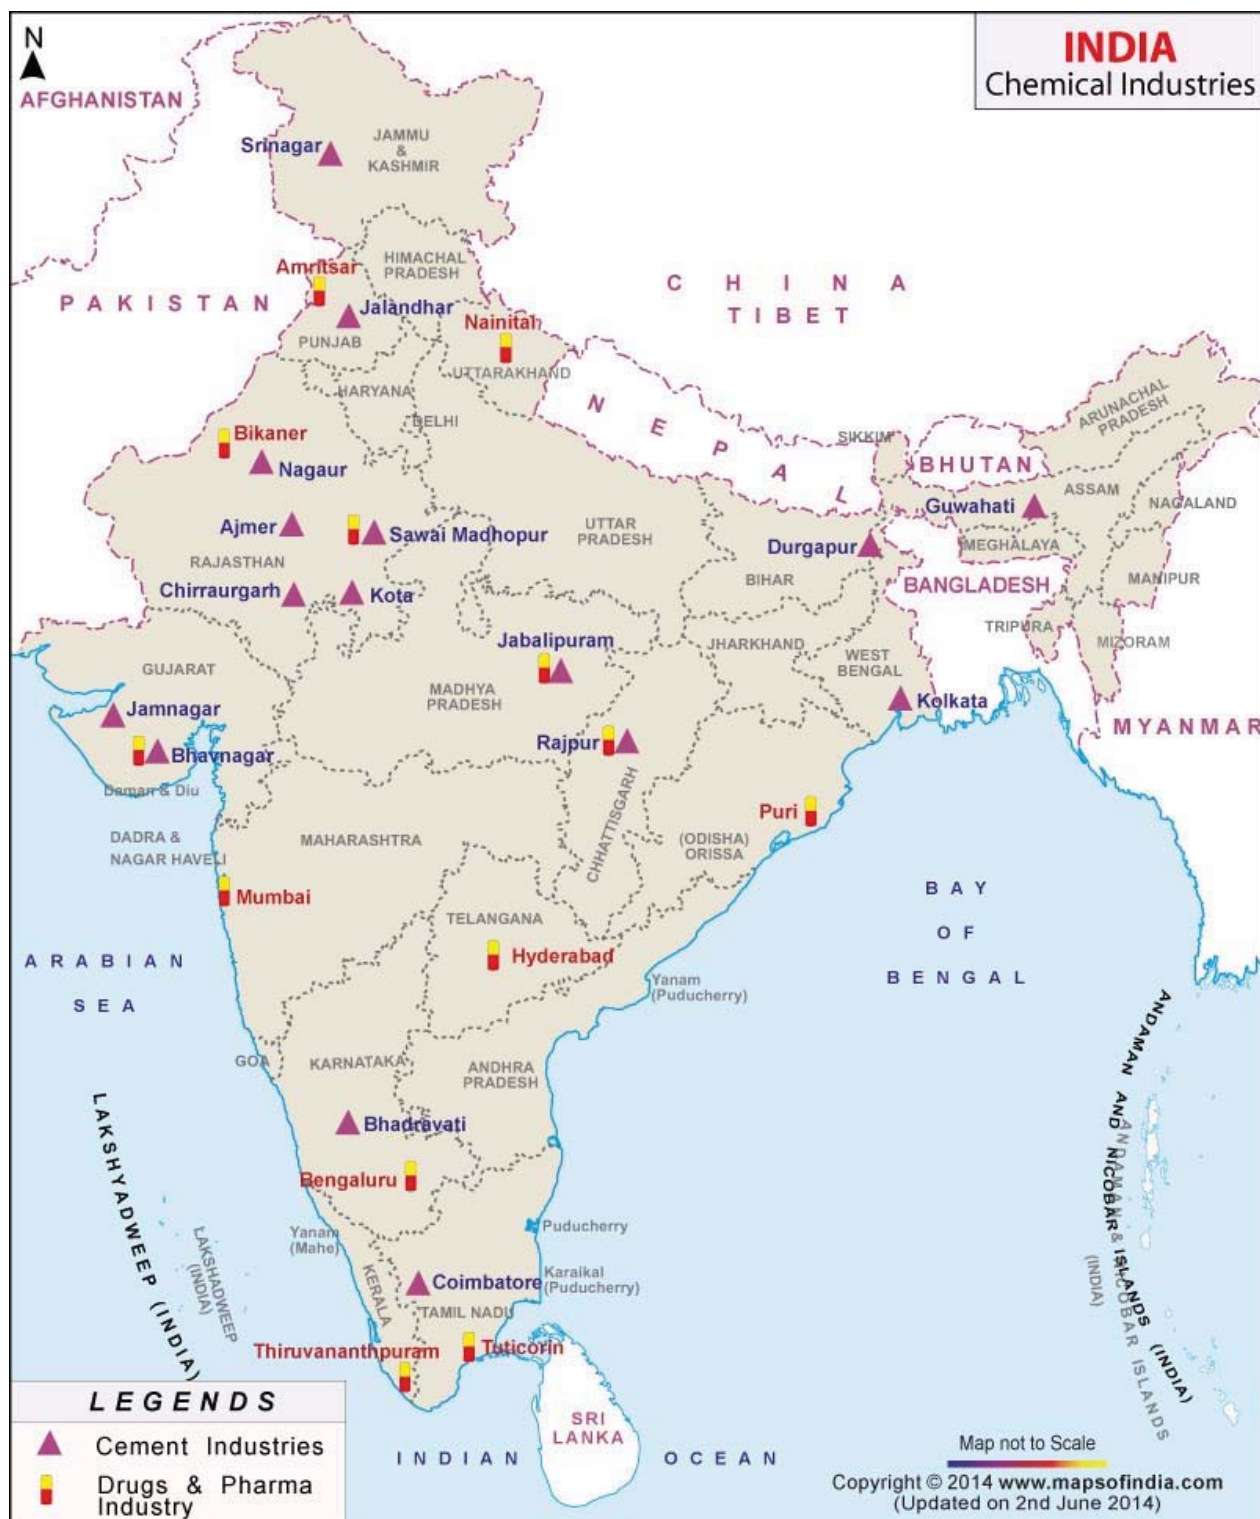 INDIA
Chemical Industries
N
AFGHANISTAN
Srinagar
JAMMU
&
KASHMIR
Amritsar
HIMACHAL
PRADESH
PAKISTAN
CHINA
TIBET
Jalandhar
Nainital
PUNJAB
UTTARAKHAND
HARYANA
DELHI
NEPAL
ARUNACHAL
PRADESH
Bikaner
SIKKIM
BHUTAN
Nagaur
ASSAM
Guwahati
NAGALAND
Ajmer
Sawai Madhopur
UTTAR
PRADESH
Durgapur
MEGHALAYA
RAJASTHAN
BIHAR
BANGLADESH
MANIPUR
Chirraurgarh
Kota
TRIPURA
MIZORAM
Jabalipuram
JHARKHAND
WEST
BENGAL
GUJARAT
MADHYA
PRADESH
Jamnagar
Kolkata
MYANMAR
Bhavnagar
Rajpur
Daman & Diu
CHHATTISGARH
Puri
DADRA &
NAGAR HAVELI
MAHARASHTRA
(ODISHA)
ORISSA
Mumbai
BAY
OF
BENGAL
TELANGANA
Hyderabad
ARABIAN
SEA
Yanam
(Puducherry)
ANDAMAN AND NICOBAR ISLANDS (INDIA)
ANDAMAN & NICOBAR ISLANDS
(INDIA)
GOA
KARNATAKA
ANDHRA
PRADESH
LAKSHYADWEEP (INDIA)
Bhadravati
Bengaluru
LAKSHADWEEP
(INDIA)
Yanam
(Mahe)
Puducherry
KERALA
Coimbatore
Karaikal
(Puducherry)
TAMIL NADU
Thiruvananthpuram
Tuticorin
SRI
LANKA
INDIAN OCEAN
LEGENDS
Cement Industries
Drugs & Pharma
Industry
Map not to Scale
Copyright © 2014 www.mapsofindia.com
(Updated on 2nd June 2014)